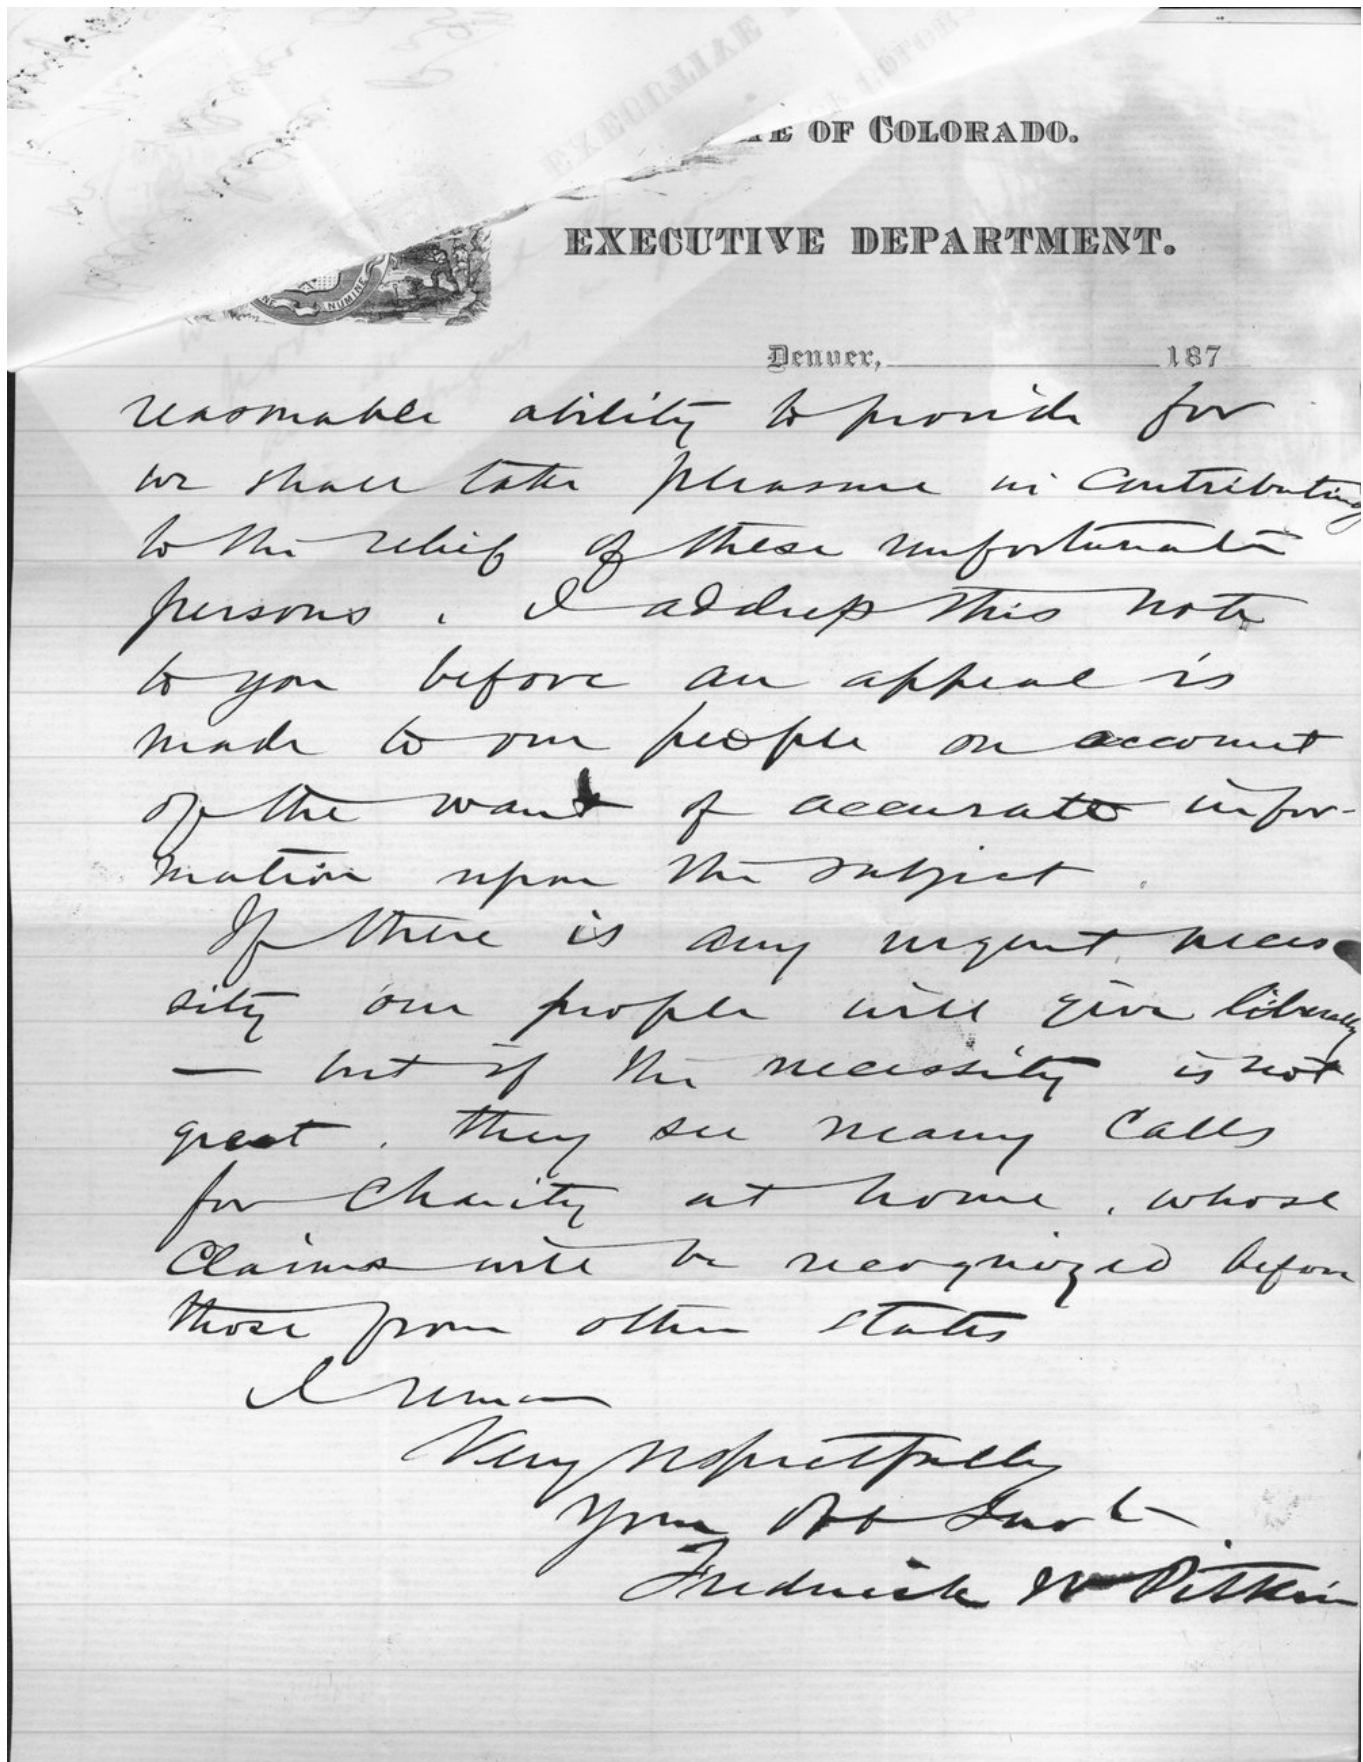 OF COLORADO.
EXECUTIVE DEPARTMENT.
NUMINE
Denver, 187
reasonable ability to provide for
we shall take pleasure in contributing
to the relief of these unfortunate
persons. I address this note
to you before an appeal is
made to our people on account
of the want of accurate infor-
mation upon the subject.
If there is any urgent neces
sity our people will give liberally
— but if the necessity is not
great, they see many calls
for charity at home, whose
claims will be recognized before
those from other states
I remain
Very respectfully
Your Ob Servt
Frederick W Pitkin